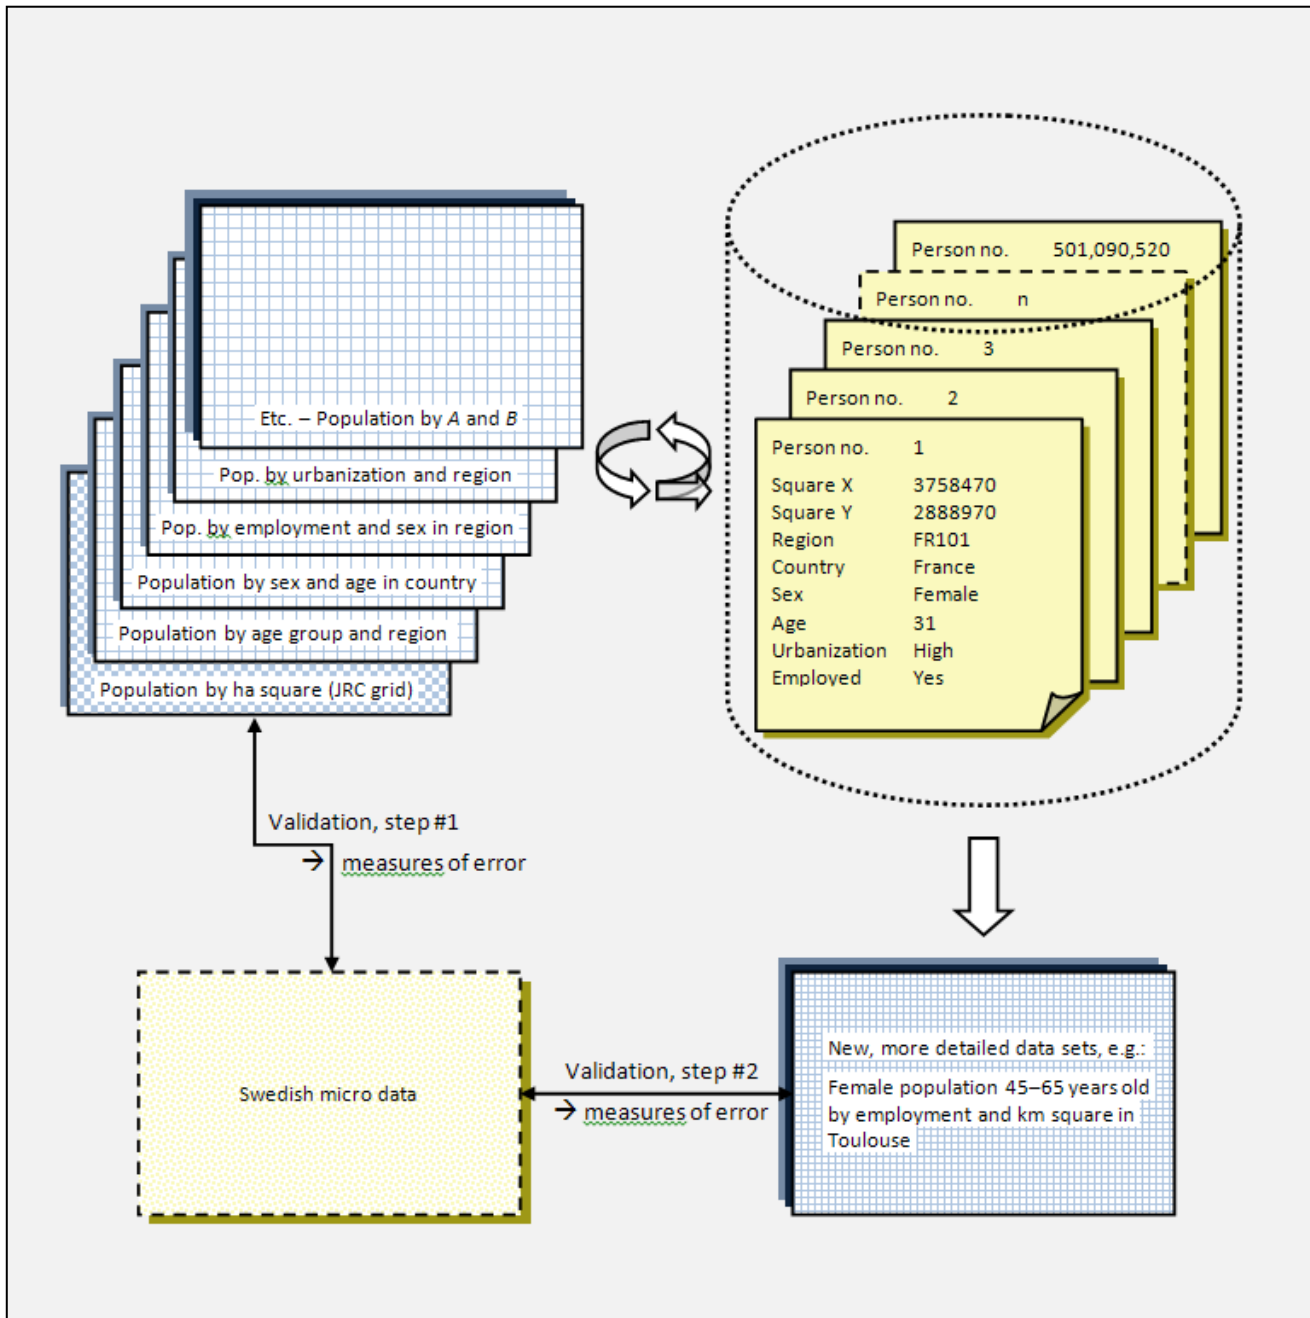 Etc. – Population by A and B
Pop. by urbanization and region
Pop. by employment and sex in region
Population by sex and age in country
Population by age group and region
Population by ha square (JRC grid)
Person no. 501,090,520
Person no. n
Person no. 3
Person no. 2
Person no. 1
Square X 3758470
Square Y 2888970
Region FR101
Country France
Sex Female
Age 31
Urbanization High
Employed Yes
Validation, step #1
→ measures of error
Swedish micro data
Validation, step #2
→ measures of error
New, more detailed data sets, e.g.:
Female population 45–65 years old
by employment and km square in
Toulouse